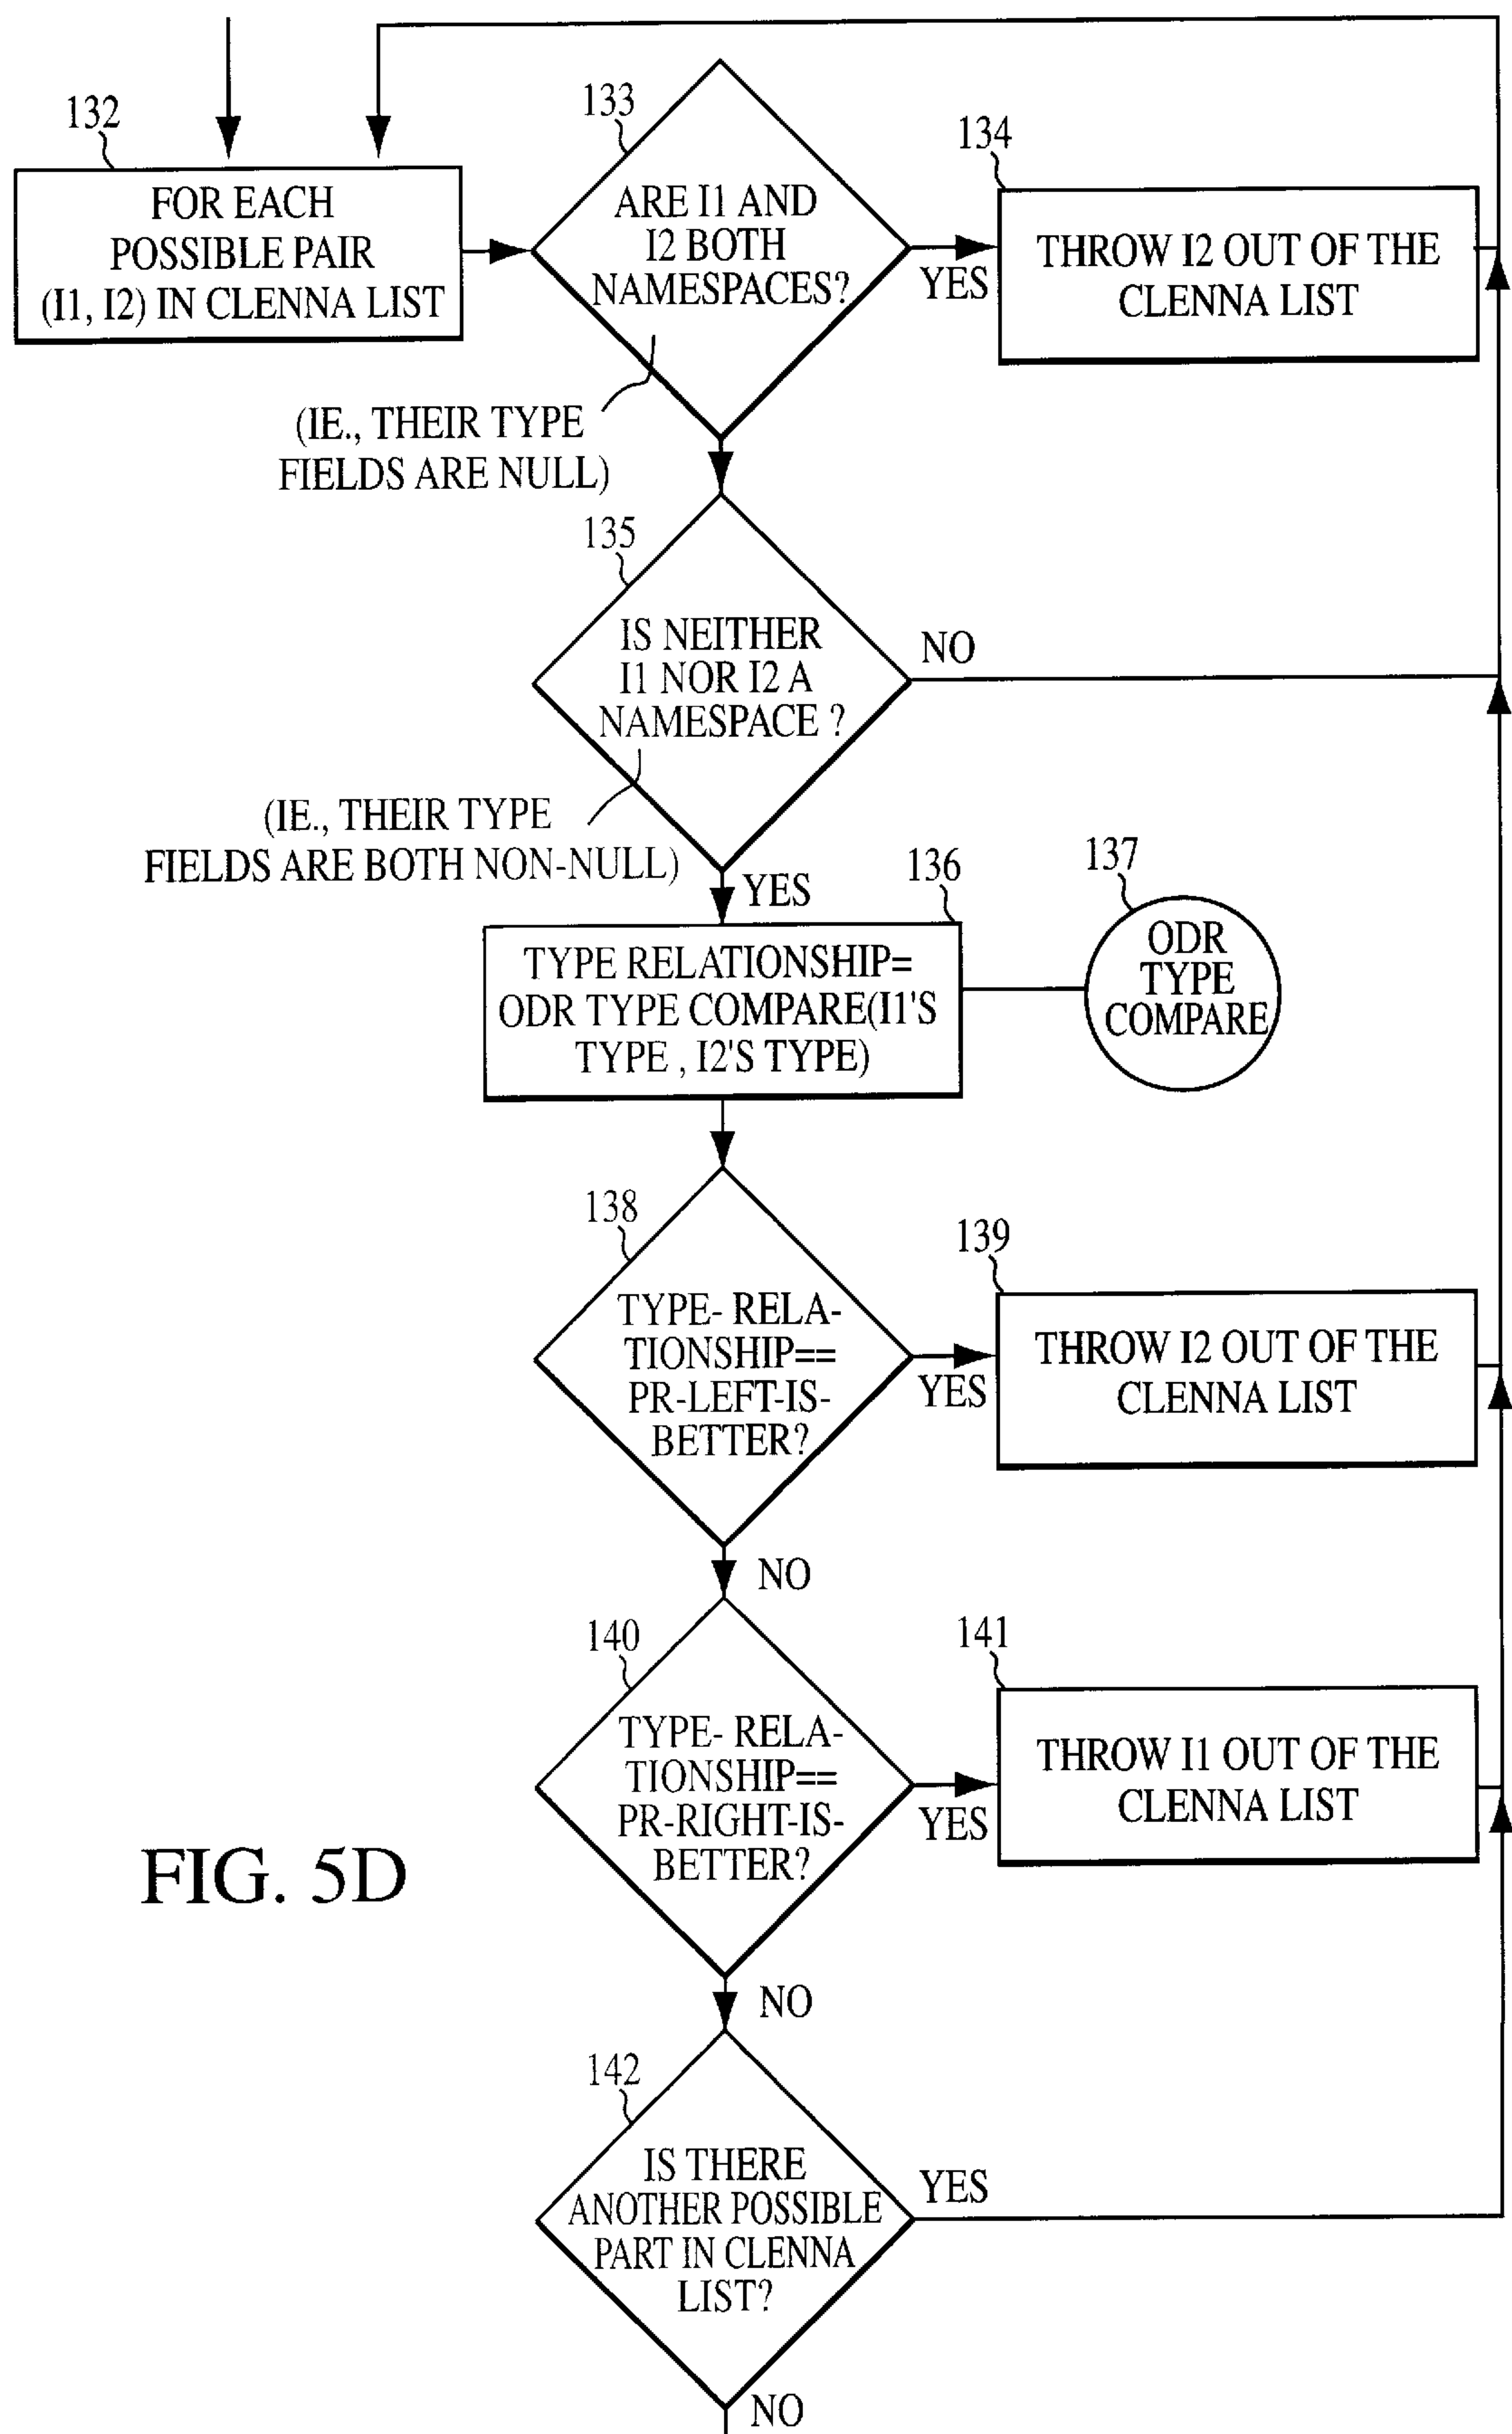 132
FOR EACH
POSSIBLE PAIR
(I1, I2) IN CLENNA LIST
133
ARE I1 AND
I2 BOTH
NAMESPACES?
YES
134
THROW I2 OUT OF THE
CLENNA LIST
(IE., THEIR TYPE
FIELDS ARE NULL)
135
IS NEITHER
I1 NOR I2 A
NAMESPACE ?
NO
(IE., THEIR TYPE
FIELDS ARE BOTH NON-NULL)
YES
136
TYPE RELATIONSHIP=
ODR TYPE COMPARE(I1'S
TYPE , I2'S TYPE)
137
ODR
TYPE
COMPARE
138
TYPE- RELA-
TIONSHIP==
PR-LEFT-IS-
BETTER?
YES
139
THROW I2 OUT OF THE
CLENNA LIST
NO
140
TYPE- RELA-
TIONSHIP==
PR-RIGHT-IS-
BETTER?
YES
141
THROW I1 OUT OF THE
CLENNA LIST
FIG. 5D
NO
142
IS THERE
ANOTHER POSSIBLE
PART IN CLENNA
LIST?
YES
NO